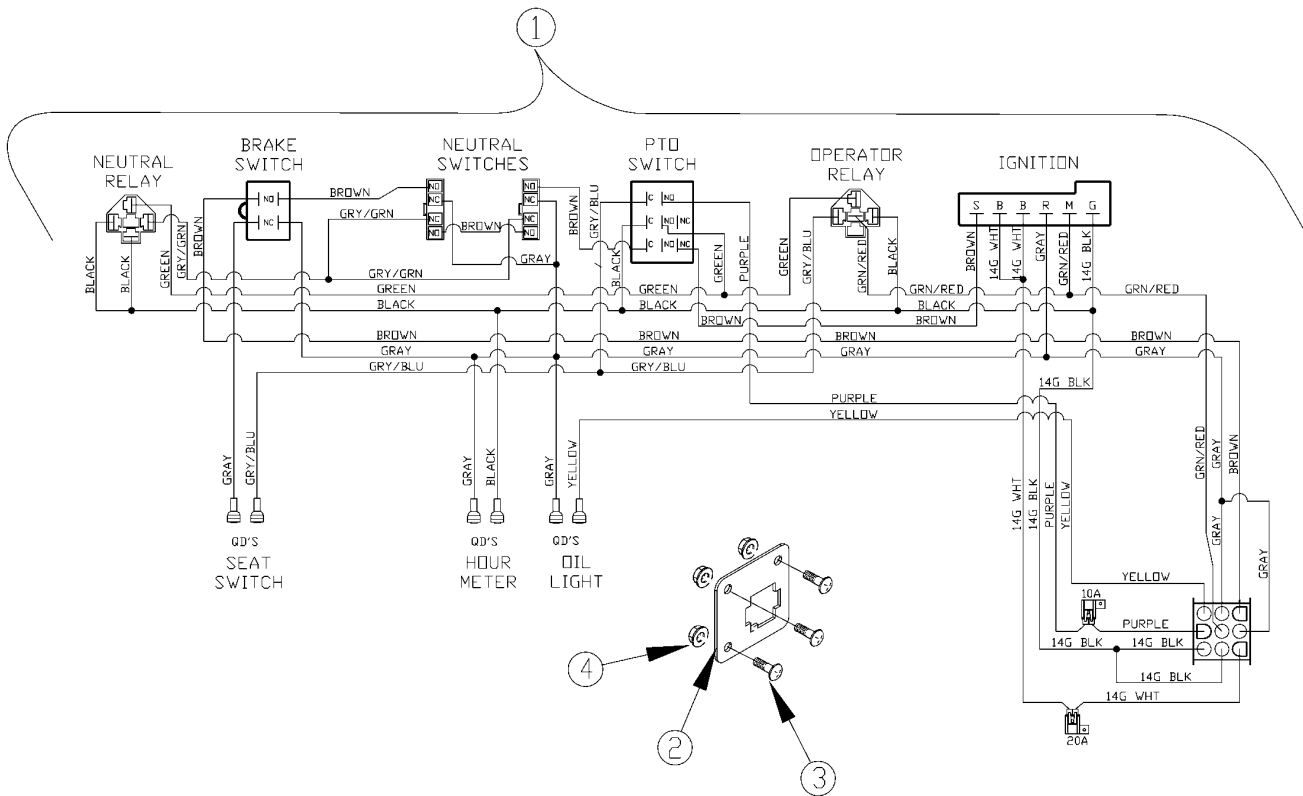 1
NEUTRAL
RELAY
BRAKE
SWITCH
NEUTRAL
SWITCHES
PTO
SWITCH
OPERATOR
RELAY
IGNITION
NO
NC
NO
NC
NC
NO
NO
NC
NC
NO
C
C NO NC
C NO NC
S B B R M G
BROWN
GRY/GRN
BROWN
GRAY
BLACK
BLACK
GREEN
GRY/GRN
BROWN
BROWN
GRY/BLU
BLACK
GREEN
PURPLE
GREEN
GRY/BLU
GRN/RED
BLACK
BROWN
14G WHT
14G WHT
GRAY
GRN/RED
14G BLK
GRY/GRN
GREEN
GREEN
GRN/RED
GRN/RED
BLACK
BLACK
BLACK
BROWN
BROWN
BROWN
BROWN
BROWN
BROWN
GRAY
GRAY
GRAY
GRAY
GRY/BLU
GRY/BLU
14G BLK
PURPLE
YELLOW
GRAY
GRY/BLU
GRAY
BLACK
GRAY
YELLOW
14G WHT
14G BLK
PURPLE
YELLOW
GRN/RED
GRAY
BROWN
GRAY
GRAY
QD'S
SEAT
SWITCH
QD'S
HOUR
METER
QD'S
OIL
LIGHT
YELLOW
10A
PURPLE
14G BLK
14G BLK
14G BLK
14G WHT
20A
4
2
3